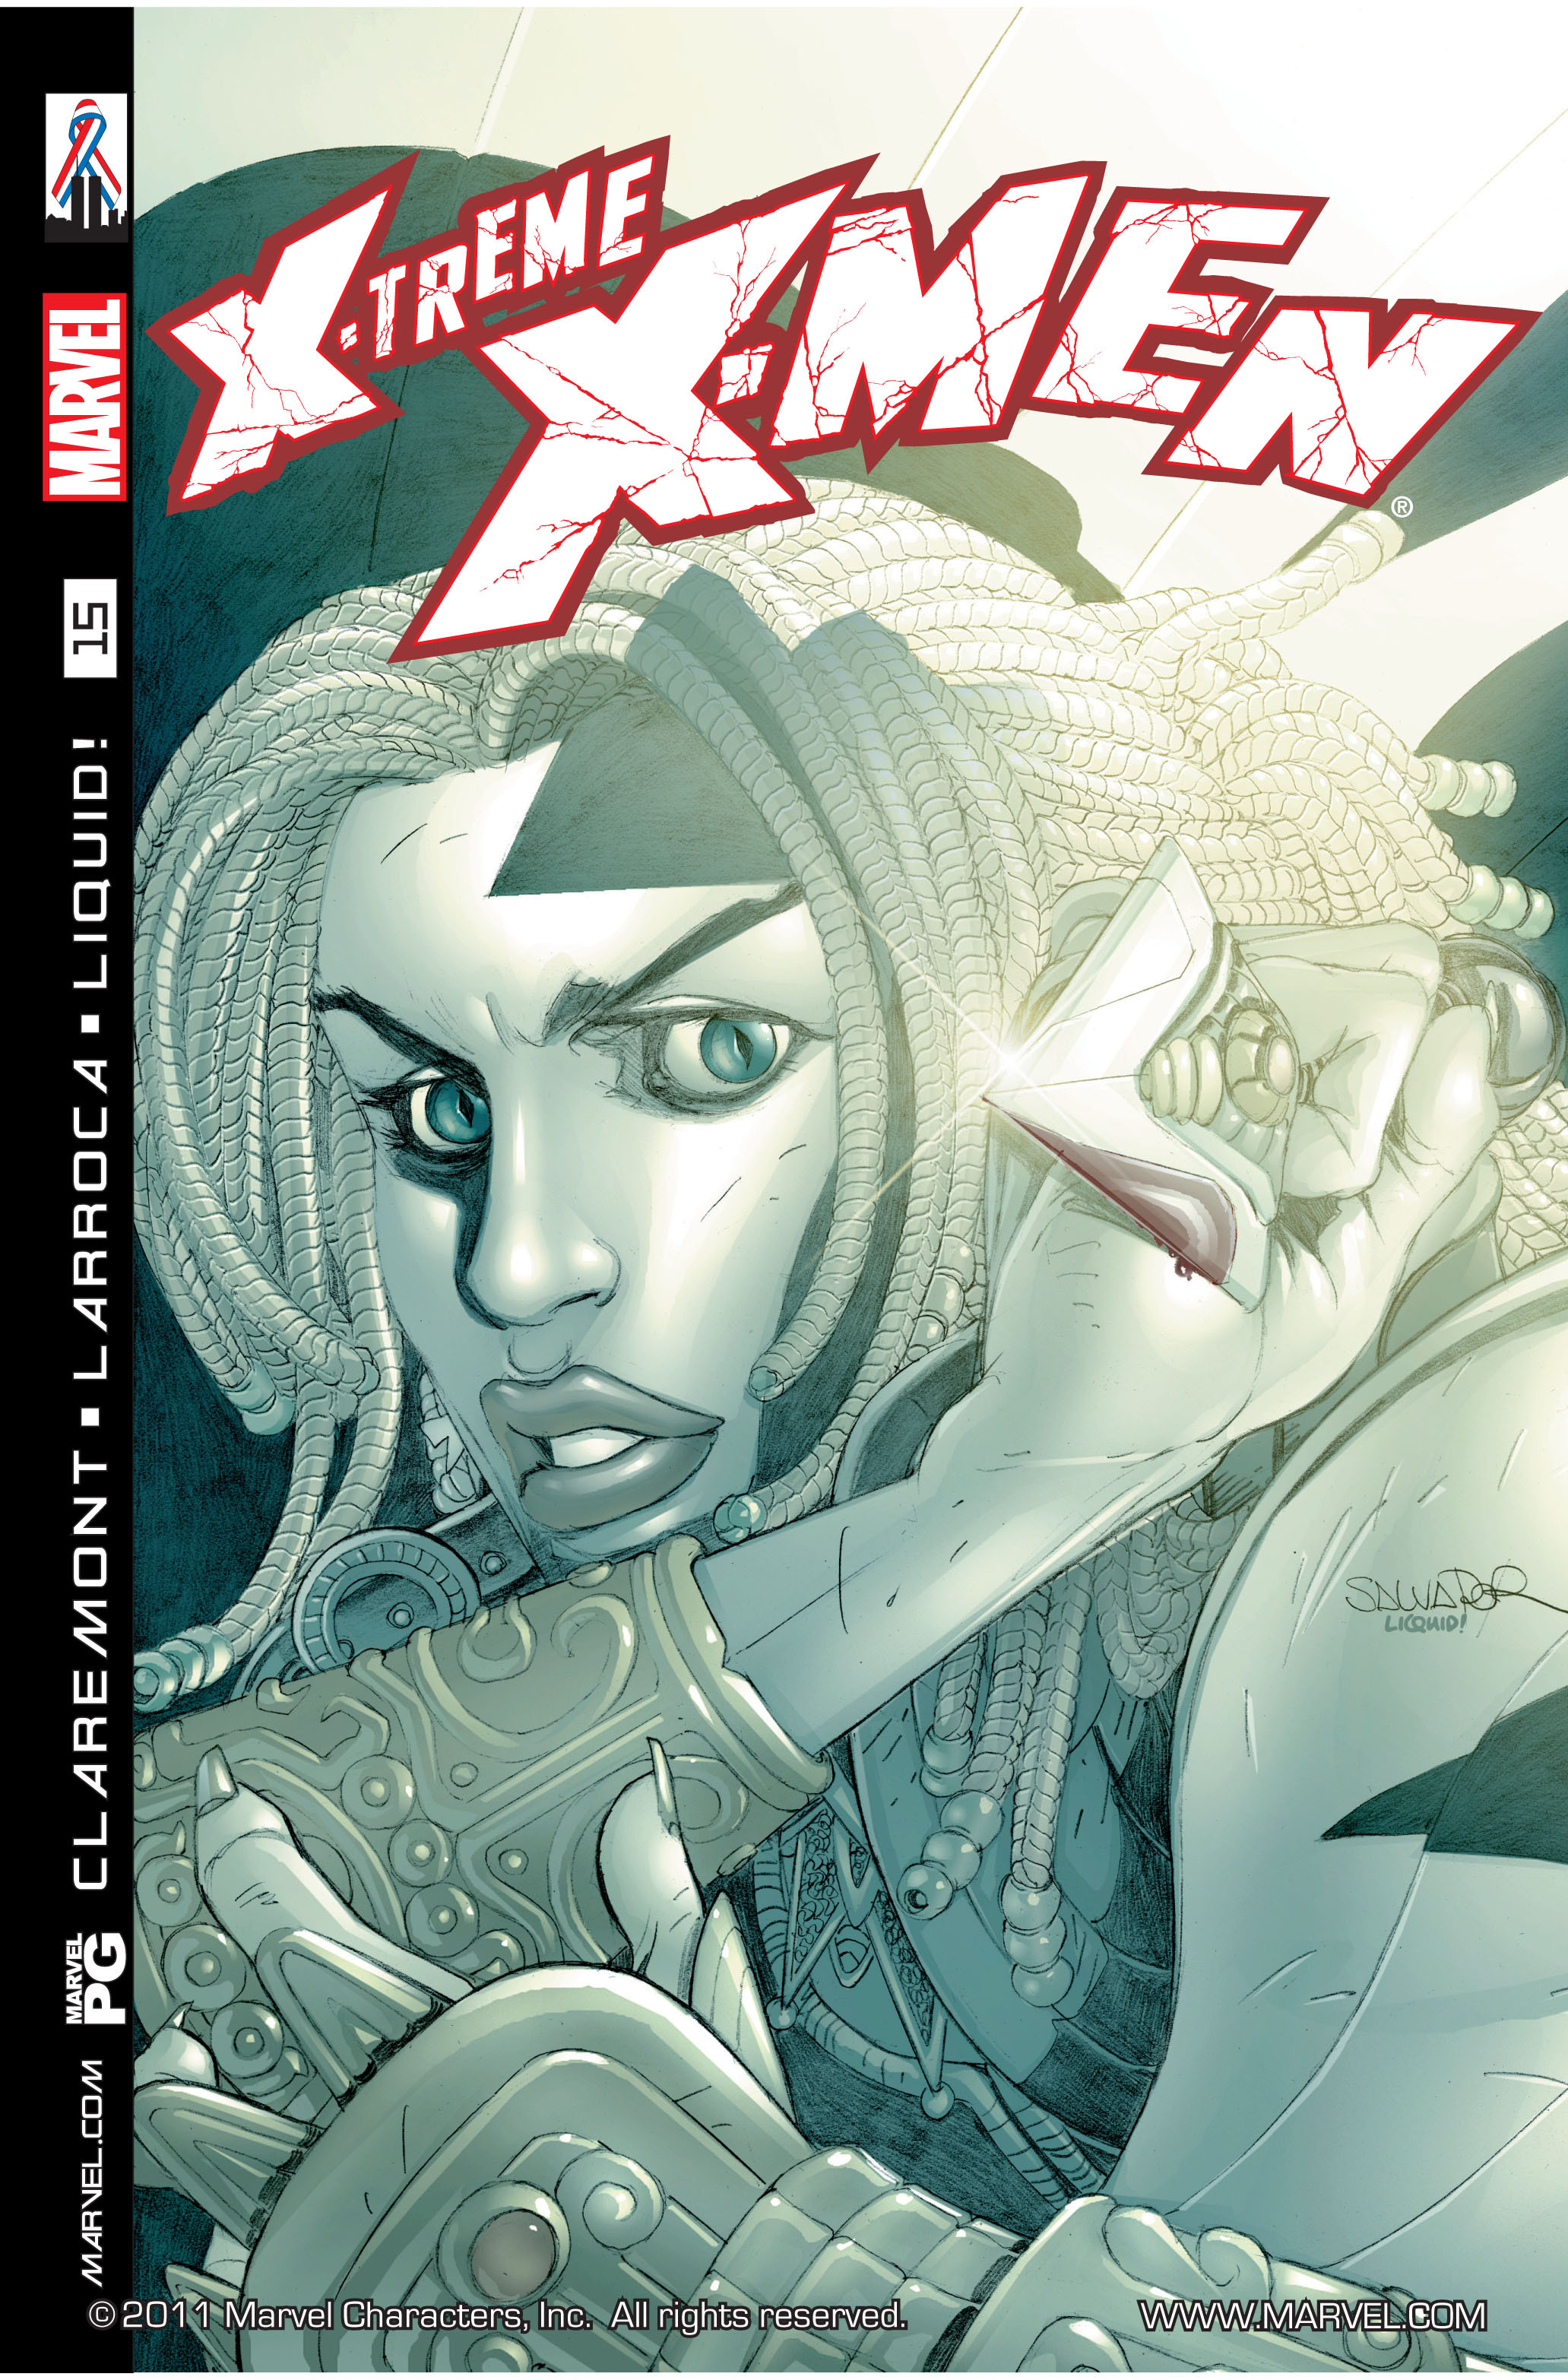 X-TREME
X-MEN
®
MARVEL
15
CLAREMONT ▪ LARROCA ▪ LIQUID!
MARVEL
PG
MARVEL.COM
SALVADOR
LIQUID!
© 2011 Marvel Characters, Inc. All rights reserved.
WWW.MARVEL.COM